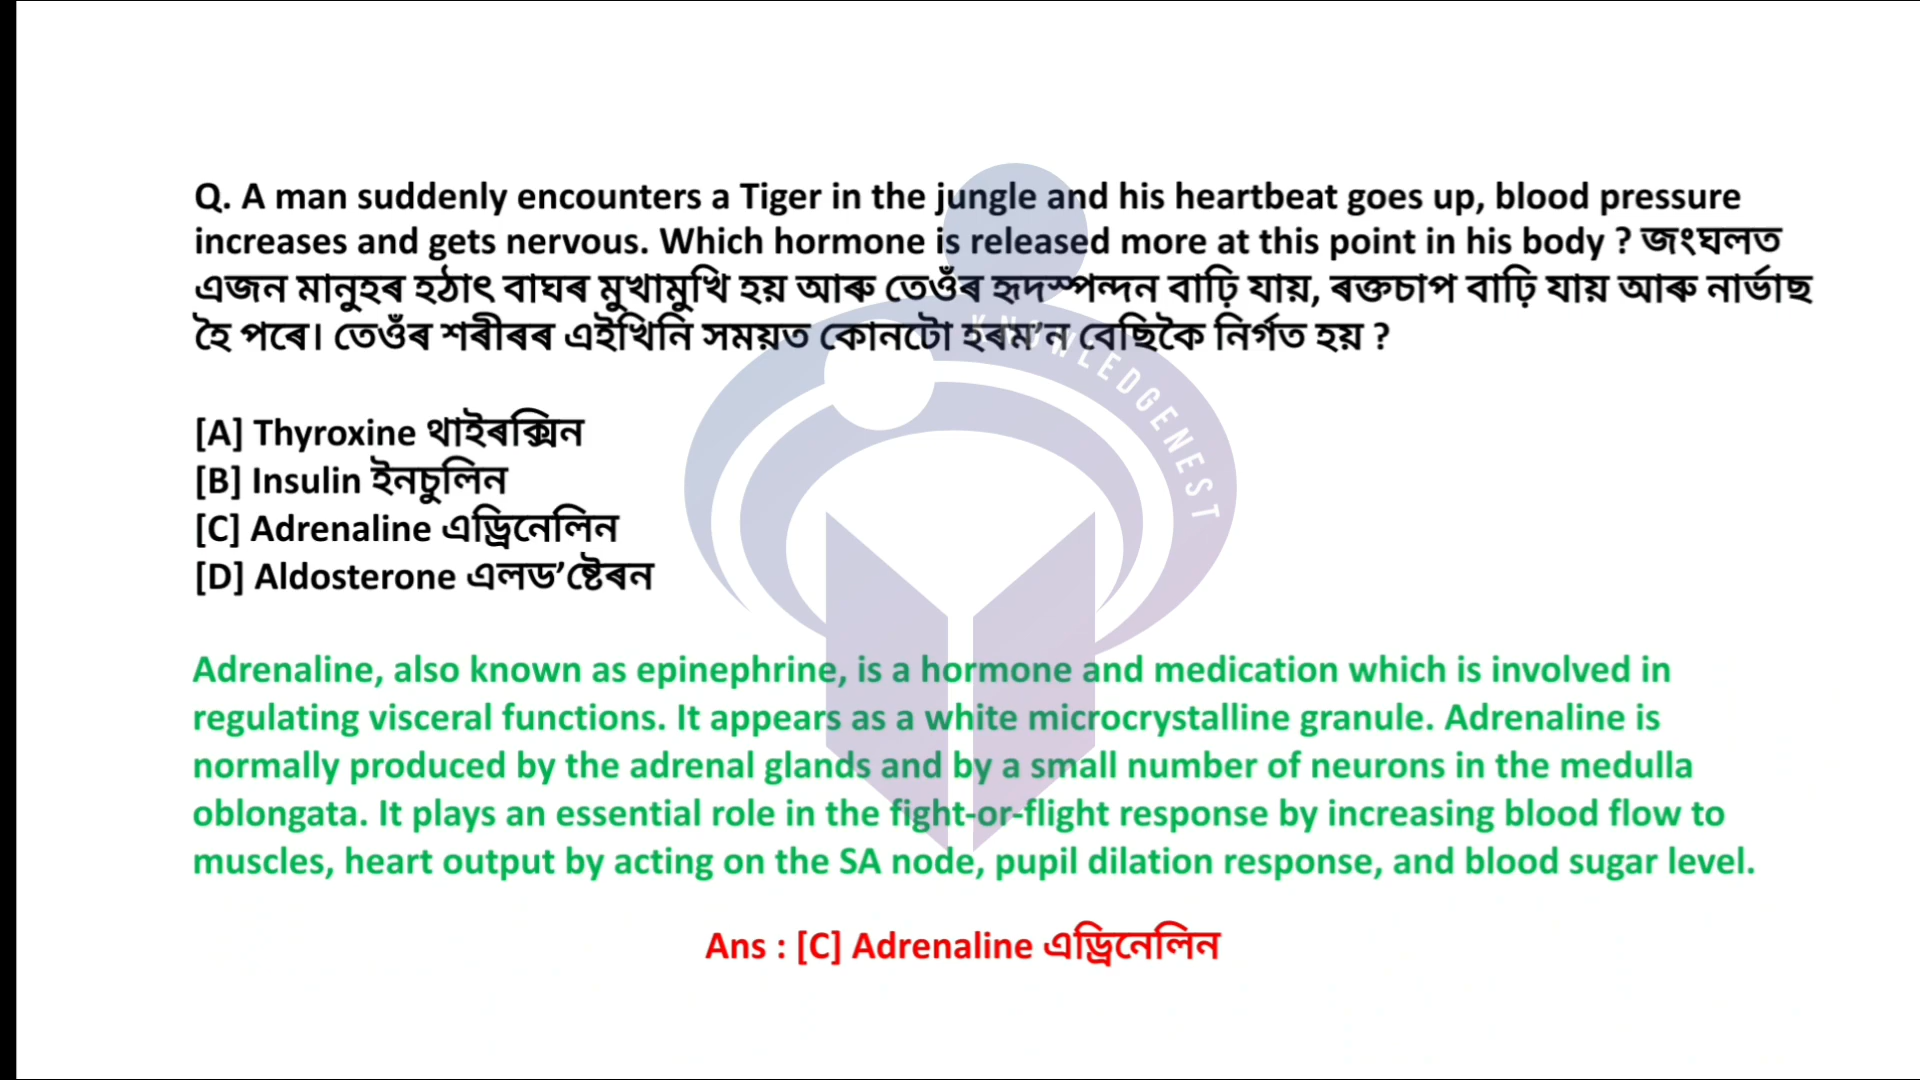 Q. A man suddenly encounters a Tiger in the jungle and his heartbeat goes up, blood pressure
increases and gets nervous. Which hormone is released more at this point in his body ? জংঘলত
এজন মানুহৰ হঠাৎ বাঘৰ মুখামুখি হয় আৰু তেওঁৰ হৃদস্পন্দন বাঢ়ি যায়, ৰক্তচাপ বাঢ়ি যায় আৰু নাৰ্ভাছ
হৈ পৰে। তেওঁৰ শৰীৰৰ এইখিনি সময়ত কোনটো হৰম’ন বেছিকৈ নিৰ্গত হয় ?
KNOWLEDGENEST
[A] Thyroxine থাইৰক্সিন
[B] Insulin ইনচুলিন
[C] Adrenaline এড্ৰিনেলিন
[D] Aldosterone এলড’ষ্টেৰন
Adrenaline, also known as epinephrine, is a hormone and medication which is involved in
regulating visceral functions. It appears as a white microcrystalline granule. Adrenaline is
normally produced by the adrenal glands and by a small number of neurons in the medulla
oblongata. It plays an essential role in the fight-or-flight response by increasing blood flow to
muscles, heart output by acting on the SA node, pupil dilation response, and blood sugar level.
Ans : [C] Adrenaline এড্ৰিনেলিন